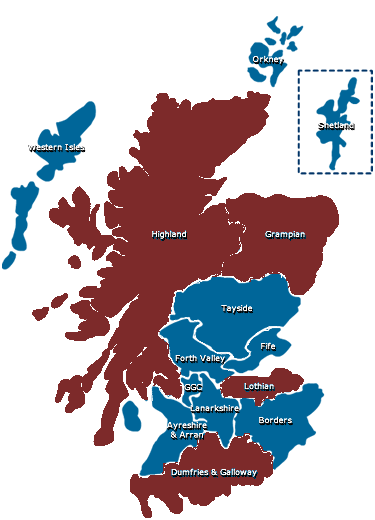 Orkney
Shetland
Western Isles
Highland
Grampian
Tayside
Fife
Forth Valley
GGC
Lothian
Lanarkshire
Borders
Ayreshire
& Arran
Dumfries & Galloway